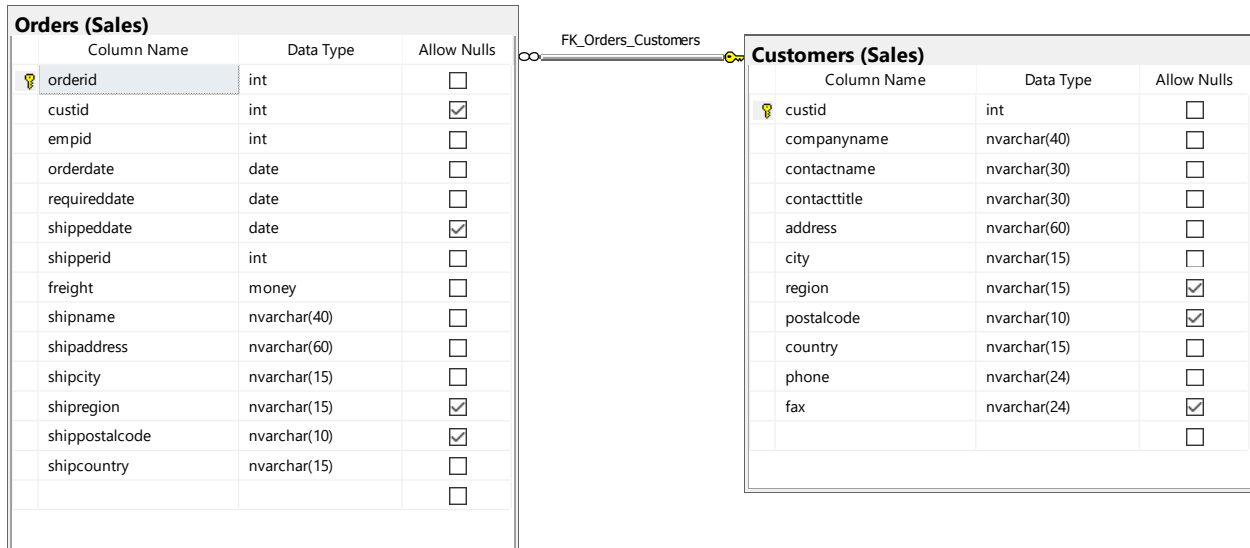 Orders (Sales)
Column Name Data Type Allow Nulls
orderid int
custid int
empid int
orderdate date
requireddate date
shippeddate date
shipperid int
freight money
shipname nvarchar(40)
shipaddress nvarchar(60)
shipcity nvarchar(15)
shipregion nvarchar(15)
shippostalcode nvarchar(10)
shipcountry nvarchar(15)
FK_Orders_Customers
Customers (Sales)
Column Name Data Type Allow Nulls
custid int
companyname nvarchar(40)
contactname nvarchar(30)
contacttitle nvarchar(30)
address nvarchar(60)
city nvarchar(15)
region nvarchar(15)
postalcode nvarchar(10)
country nvarchar(15)
phone nvarchar(24)
fax nvarchar(24)